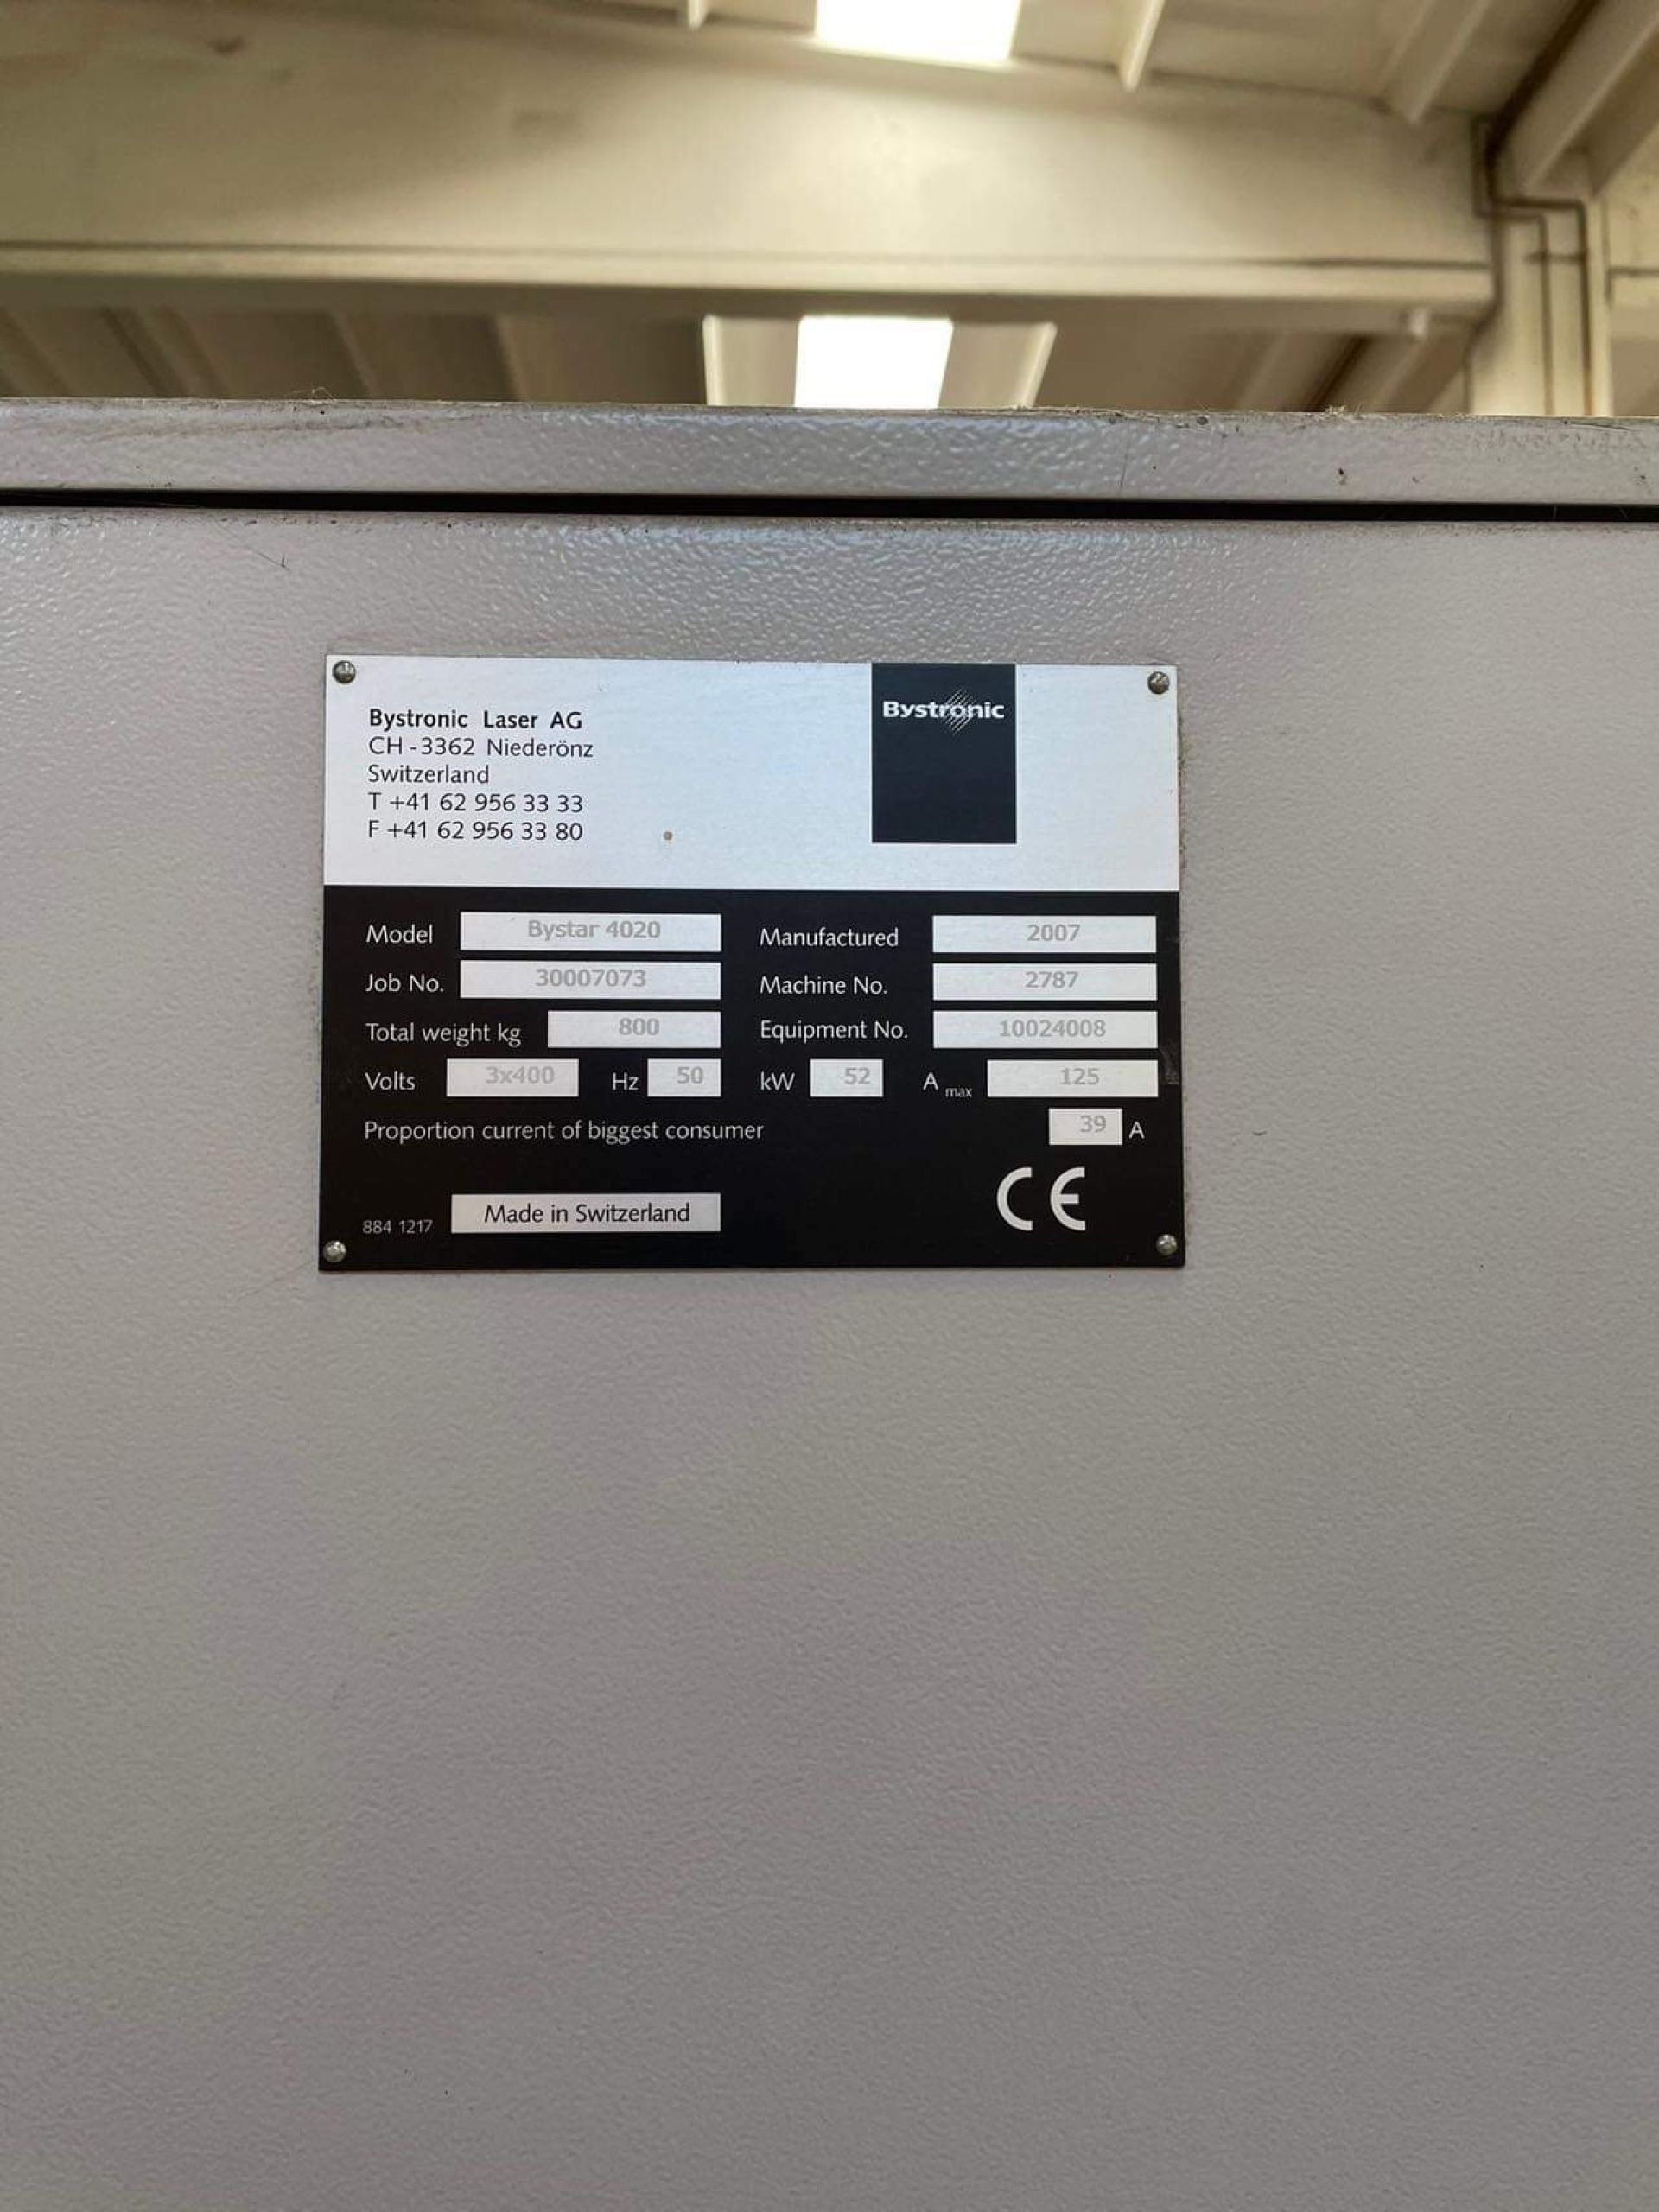 Bystronic Laser AG
CH-3362 Niederönz
Switzerland
T +41 62 956 33 33
F +41 62 956 33 80
Bystronic
Model Bystar 4020 Manufactured 2007
Job No. 30007073 Machine No. 2787
Total weight kg 800 Equipment No. 10024008
Volts 3x400 Hz 50 kW 52 A max 125
Proportion current of biggest consumer 39 A
884 1217 Made in Switzerland CE